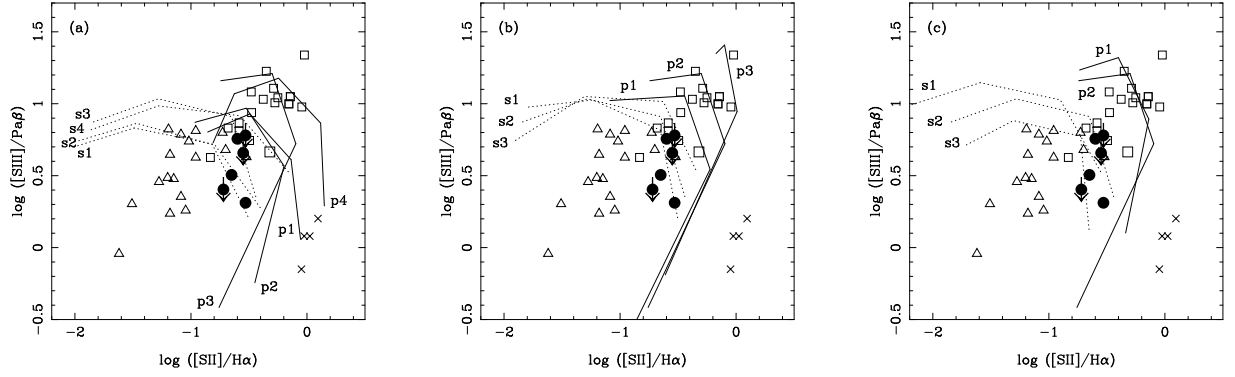 (a)
1.5
1
0.5
0
−0.5
log ([SIII]/Paβ)
s3
s4
s2
s1
p1
p2
p3
p4
−2
−1
0
log ([SII]/Hα)
(b)
1.5
1
0.5
0
−0.5
log ([SIII]/Paβ)
p1
p2
p3
s1
s2
s3
−2
−1
0
log ([SII]/Hα)
(c)
1.5
1
0.5
0
−0.5
log ([SIII]/Paβ)
p1
p2
s1
s2
s3
−2
−1
0
log ([SII]/Hα)